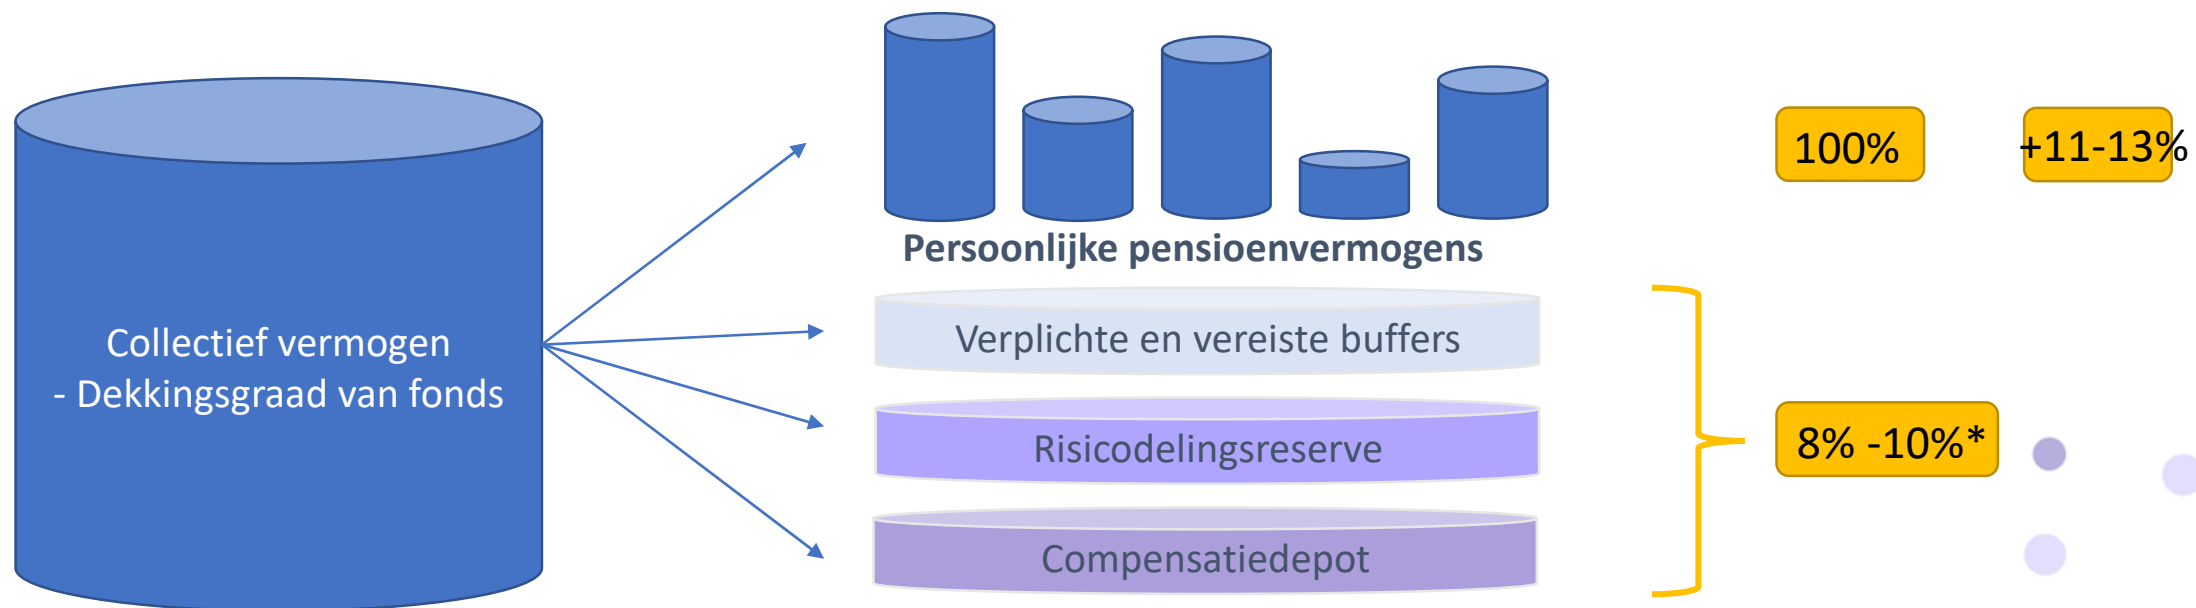 Collectief vermogen
- Dekkingsgraad van fonds
100%
+11-13%
Persoonlijke pensioenvermogens
Verplichte en vereiste buffers
Risicodelingsreserve
8% -10%*
Compensatiedepot